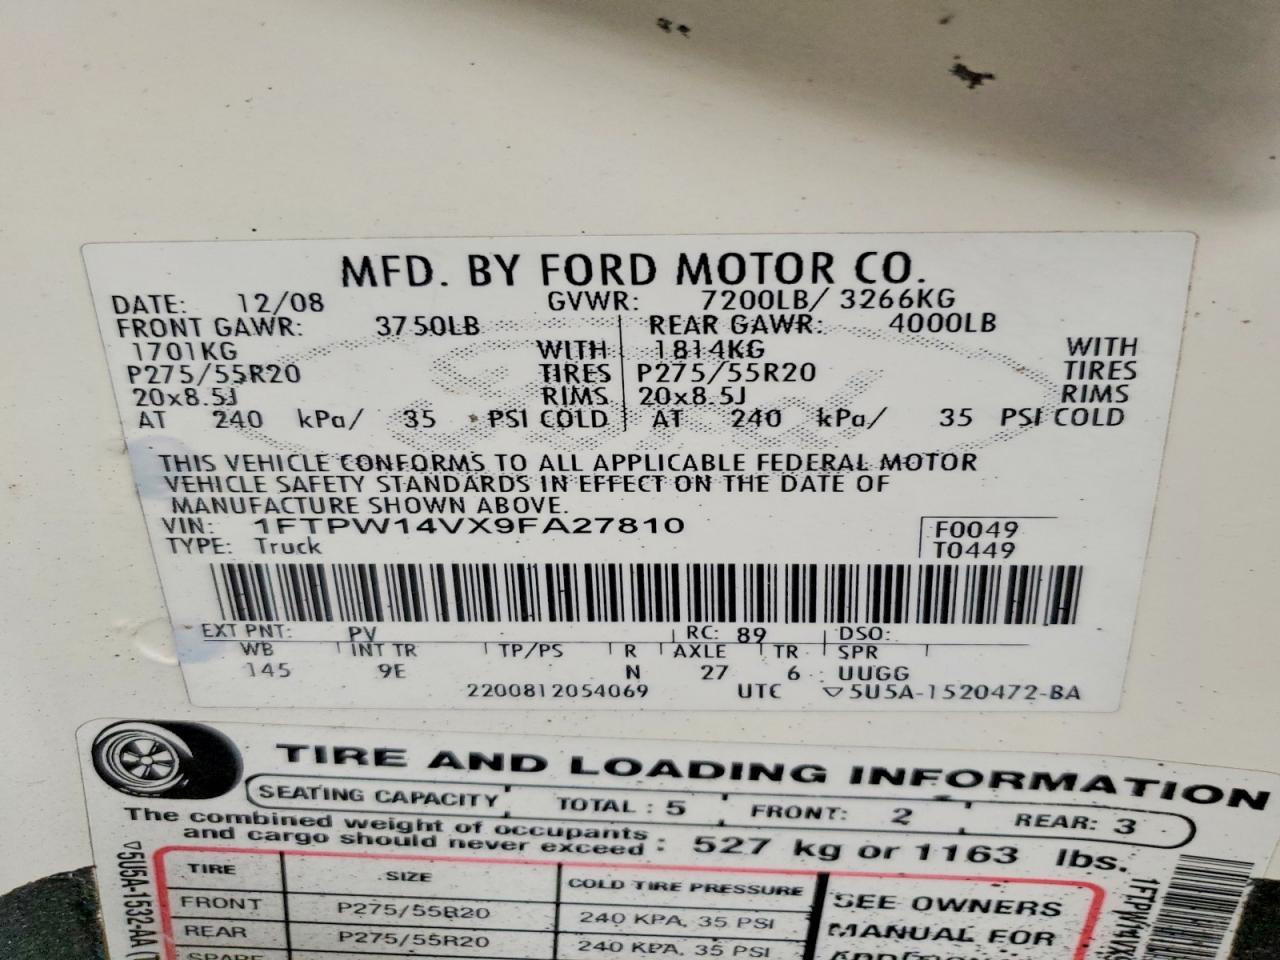 MFD. BY FORD MOTOR CO.
DATE: 12/08 GVWR: 7200LB/ 3266KG
FRONT GAWR: 3750LB REAR GAWR: 4000LB
1701KG WITH 1814KG WITH
P275/55R20 TIRES P275/55R20 TIRES
20x8.5J RIMS 20x8.5J RIMS
AT 240 kPa/ 35 PSI COLD AT 240 kPa/ 35 PSI COLD
THIS VEHICLE CONFORMS TO ALL APPLICABLE FEDERAL MOTOR
VEHICLE SAFETY STANDARDS IN EFFECT ON THE DATE OF
MANUFACTURE SHOWN ABOVE.
VIN: 1FTPW14VX9FA27810
TYPE: Truck
F0049
T0449
EXT PNT: PV RC: 89 DSO:
WB INT TR TP/PS R AXLE TR SPR
145 9E N 27 6 UUGG
2200812054069 UTC ▽5U5A-1520472-BA
TIRE AND LOADING INFORMATION
SEATING CAPACITY TOTAL : 5 FRONT: 2 REAR: 3
The combined weight of occupants
and cargo should never exceed : 527 kg or 1163 lbs.
TIRE SIZE COLD TIRE PRESSURE
FRONT P275/55R20 240 KPA, 35 PSI
REAR P275/55R20 240 KPA, 35 PSI
SPARE
SEE OWNERS
MANUAL FOR
▽5U5A-1532-AA